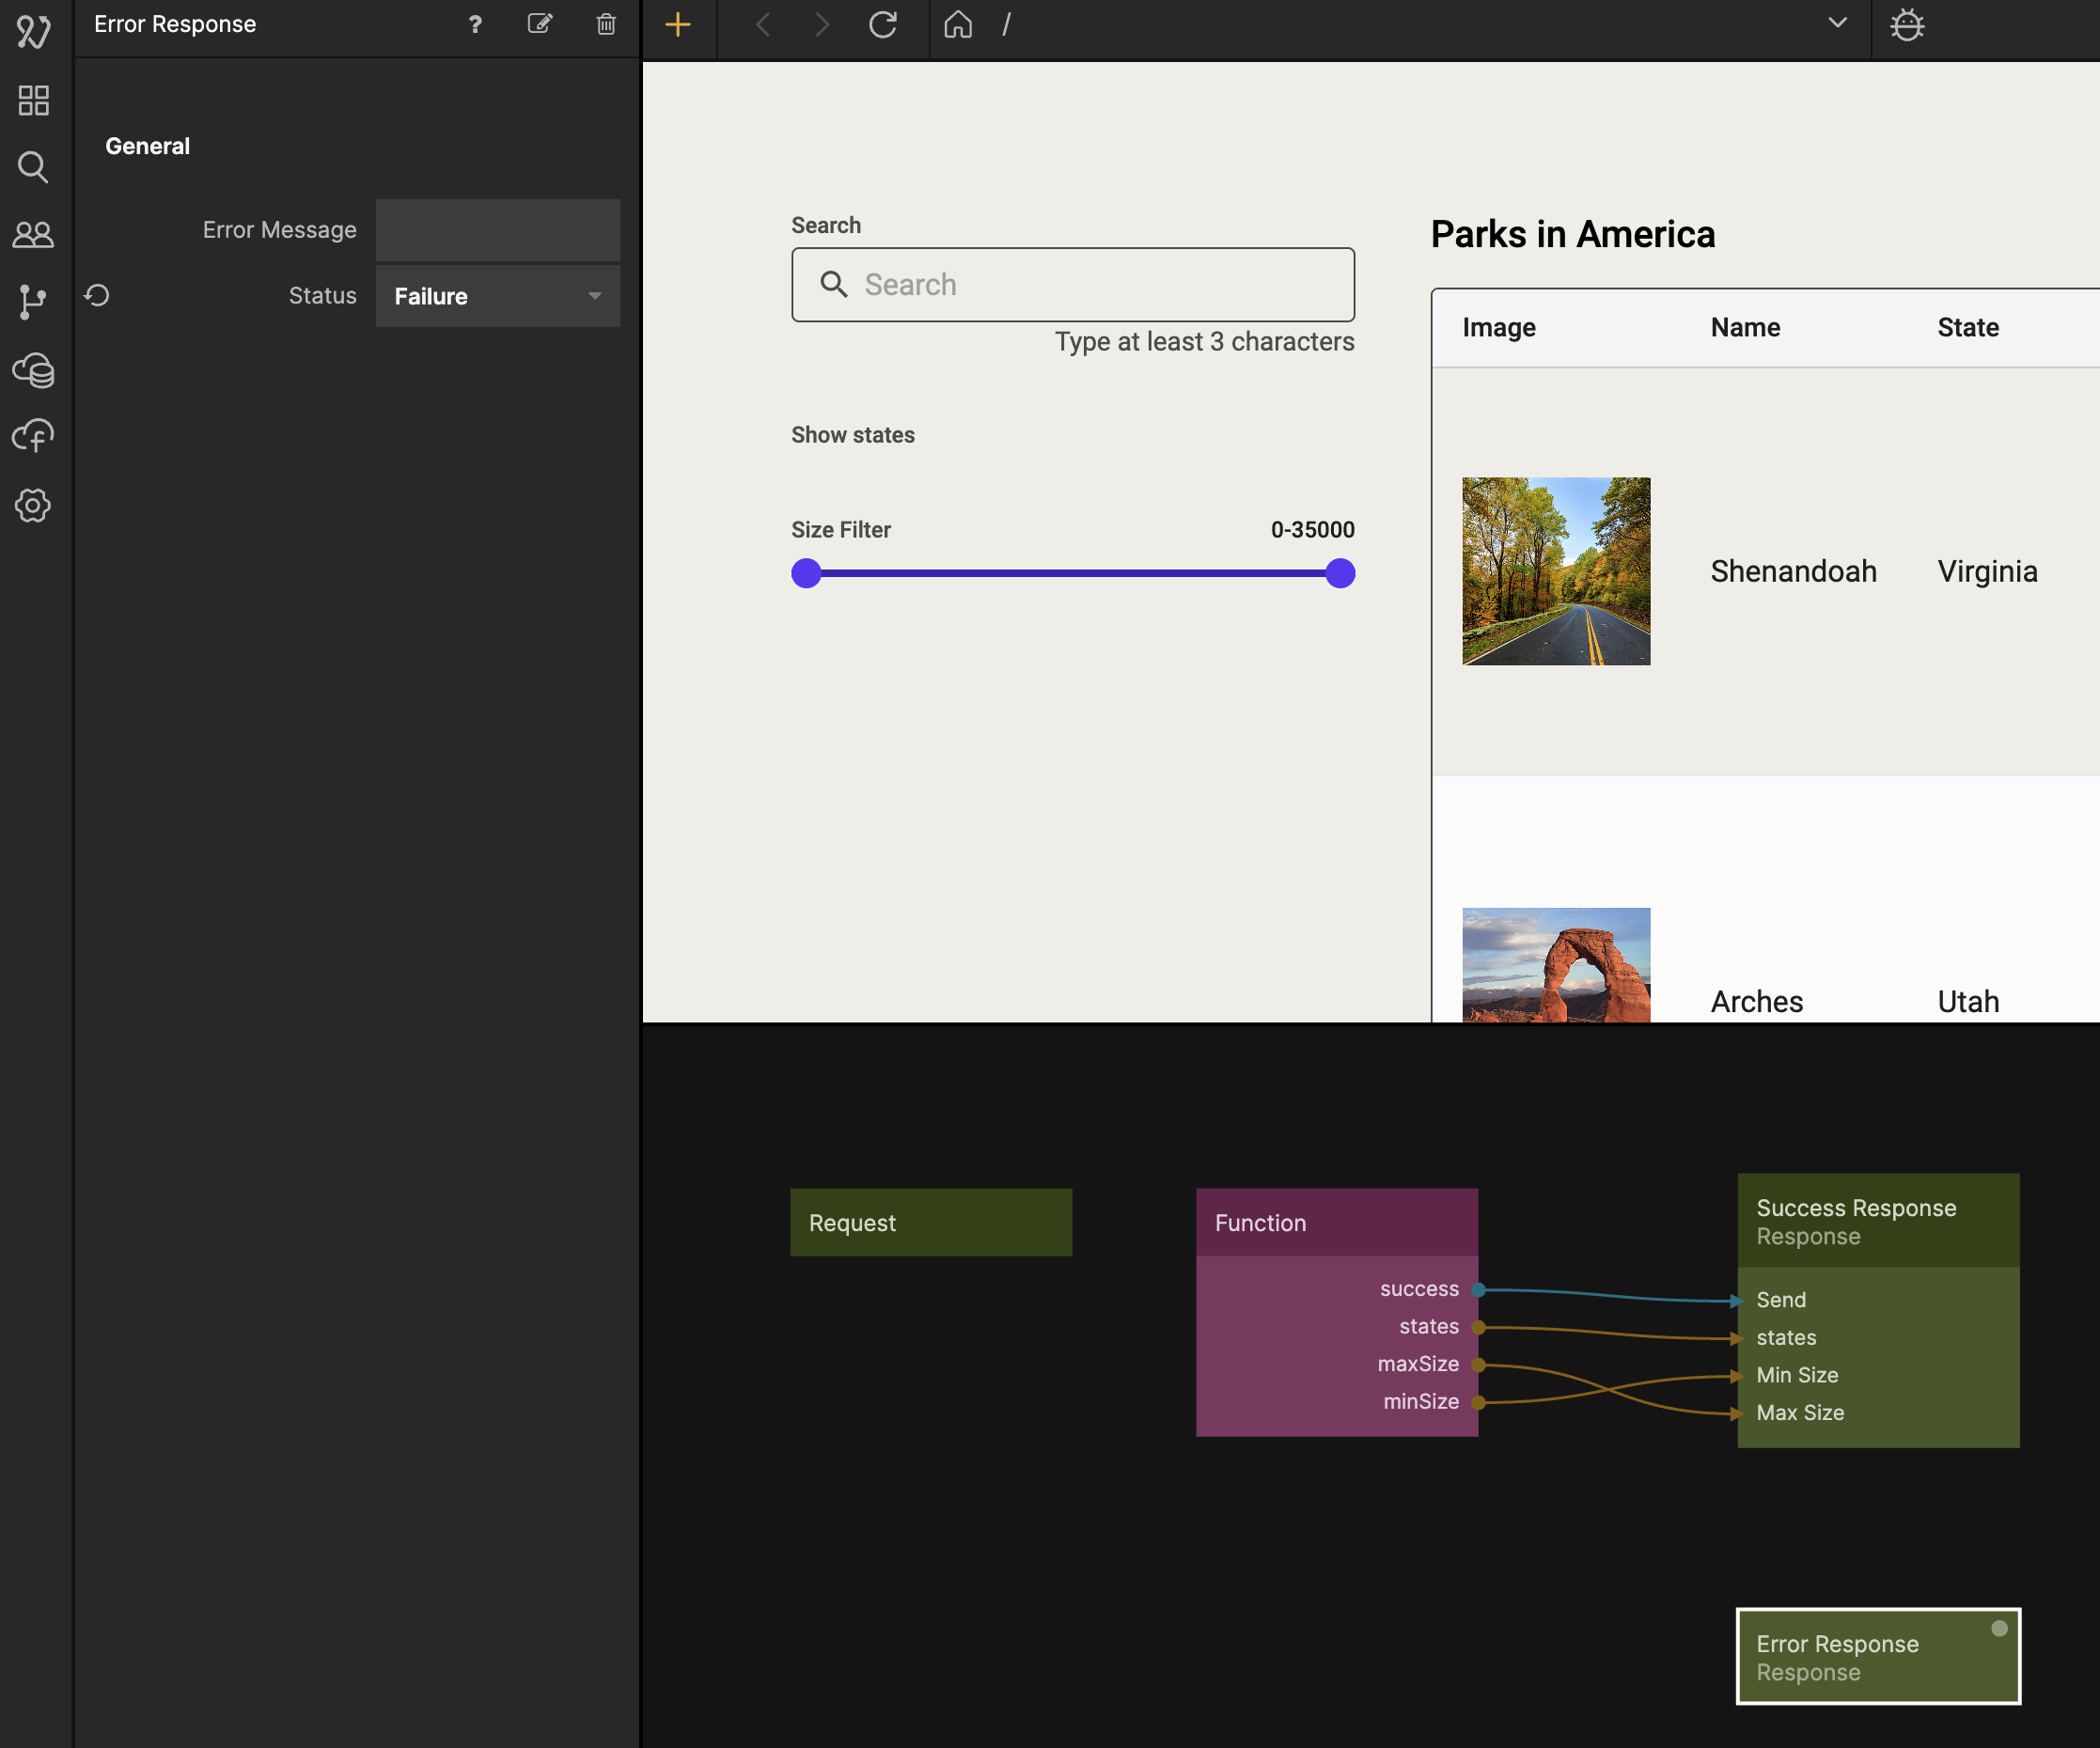 Error Response
?
/
General
Error Message
Status
Failure
Search
Search
Type at least 3 characters
Show states
Size Filter
0-35000
Parks in America
Image
Name
State
Shenandoah
Virginia
Arches
Utah
Request
Function
success
states
maxSize
minSize
Success Response
Response
Send
states
Min Size
Max Size
Error Response
Response